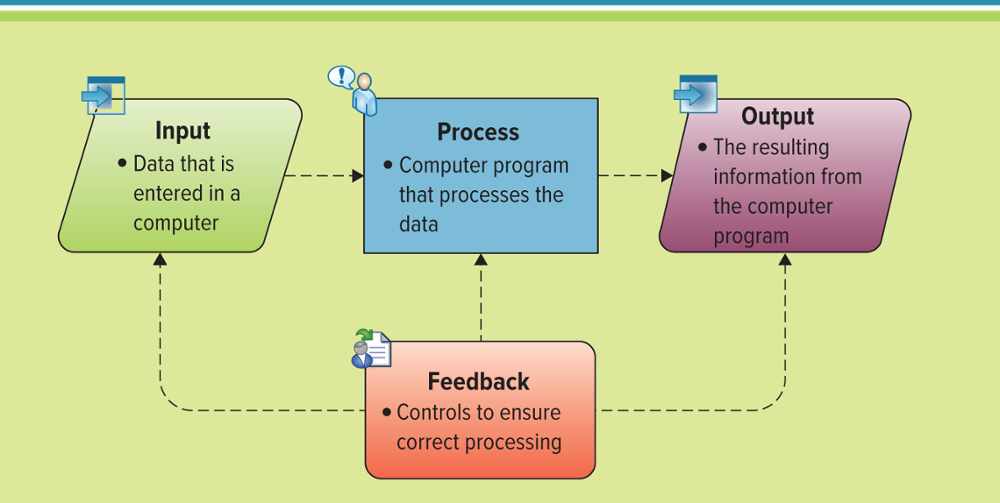 Input
• Data that is
entered in a
computer
Process
• Computer program
that processes the
data
Output
• The resulting
information from
the computer
program
Feedback
• Controls to ensure
correct processing